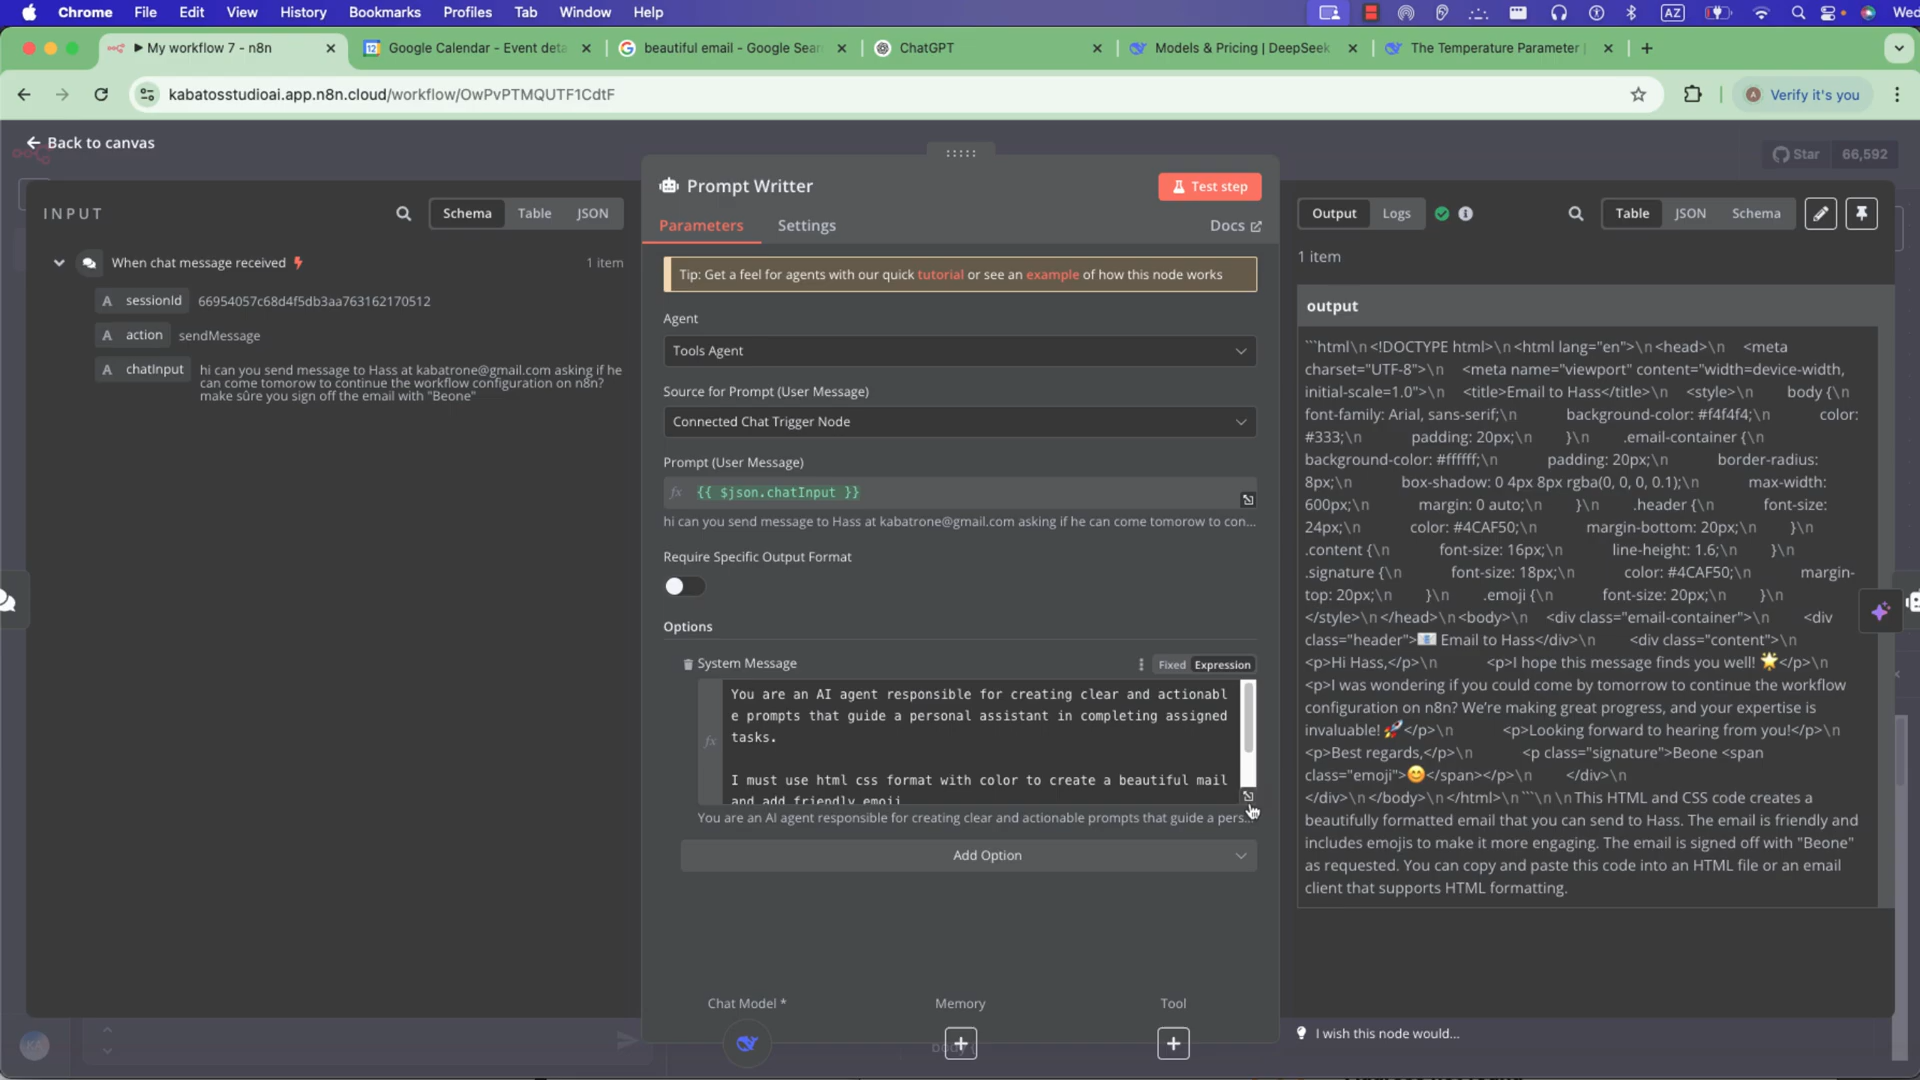 Chrome File Edit View History Bookmarks Profiles Tab Window Help AZ Wed
My workflow 7 - n8n
Google Calendar - Event deta
beautiful email - Google Sear
ChatGPT
Models & Pricing | DeepSeek
The Temperature Parameter |
kabatosstudioai.app.n8n.cloud/workflow/OwPvPTMQUTF1CdtF
A Verify it's you
Back to canvas
Star 66,592
INPUT
Schema Table JSON
When chat message received 1 item
A sessionId 66954057c68d4f5db3aa763162170512
A action sendMessage
A chatInput hi can you send message to Hass at kabatrone@gmail.com asking if he
can come tomorow to continue the workflow configuration on n8n?
make sûre you sign off the email with "Beone"
Prompt Writter
Test step
Parameters Settings Docs
Tip: Get a feel for agents with our quick tutorial or see an example of how this node works
Agent
Tools Agent
Source for Prompt (User Message)
Connected Chat Trigger Node
Prompt (User Message)
fx {{ $json.chatInput }}
hi can you send message to Hass at kabatrone@gmail.com asking if he can come tomorow to con...
Require Specific Output Format
Options
System Message Fixed Expression
fx
You are an AI agent responsible for creating clear and actionabl
e prompts that guide a personal assistant in completing assigned
tasks.
I must use html css format with color to create a beautiful mail
and add friendly emoji
You are an AI agent responsible for creating clear and actionable prompts that guide a pers...
Add Option
Chat Model *
Memory
Tool
Output Logs
Table JSON Schema
1 item
output
```html\n<!DOCTYPE html>\n<html lang="en">\n<head>\n <meta
charset="UTF-8">\n <meta name="viewport" content="width=device-width,
initial-scale=1.0">\n <title>Email to Hass</title>\n <style>\n body {\n
font-family: Arial, sans-serif;\n background-color: #f4f4f4;\n color:
#333;\n padding: 20px;\n }\n .email-container {\n
background-color: #ffffff;\n padding: 20px;\n border-radius:
8px;\n box-shadow: 0 4px 8px rgba(0, 0, 0, 0.1);\n max-width:
600px;\n margin: 0 auto;\n }\n .header {\n font-size:
24px;\n color: #4CAF50;\n margin-bottom: 20px;\n }\n
.content {\n font-size: 16px;\n line-height: 1.6;\n }\n
.signature {\n font-size: 18px;\n color: #4CAF50;\n margin-
top: 20px;\n }\n .emoji {\n font-size: 20px;\n }\n
</style>\n</head>\n<body>\n <div class="email-container">\n <div
class="header">📧 Email to Hass</div>\n <div class="content">\n
<p>Hi Hass,</p>\n <p>I hope this message finds you well! 🌟</p>\n
<p>I was wondering if you could come by tomorrow to continue the workflow
configuration on n8n? We're making great progress, and your expertise is
invaluable! 🚀</p>\n <p>Looking forward to hearing from you!</p>\n
<p>Best regards,</p>\n <p class="signature">Beone <span
class="emoji">😊</span></p>\n </div>\n
</div>\n</body>\n</html>\n```\n\nThis HTML and CSS code creates a
beautifully formatted email that you can send to Hass. The email is friendly and
includes emojis to make it more engaging. The email is signed off with "Beone"
as requested. You can copy and paste this code into an HTML file or an email
client that supports HTML formatting.
I wish this node would...